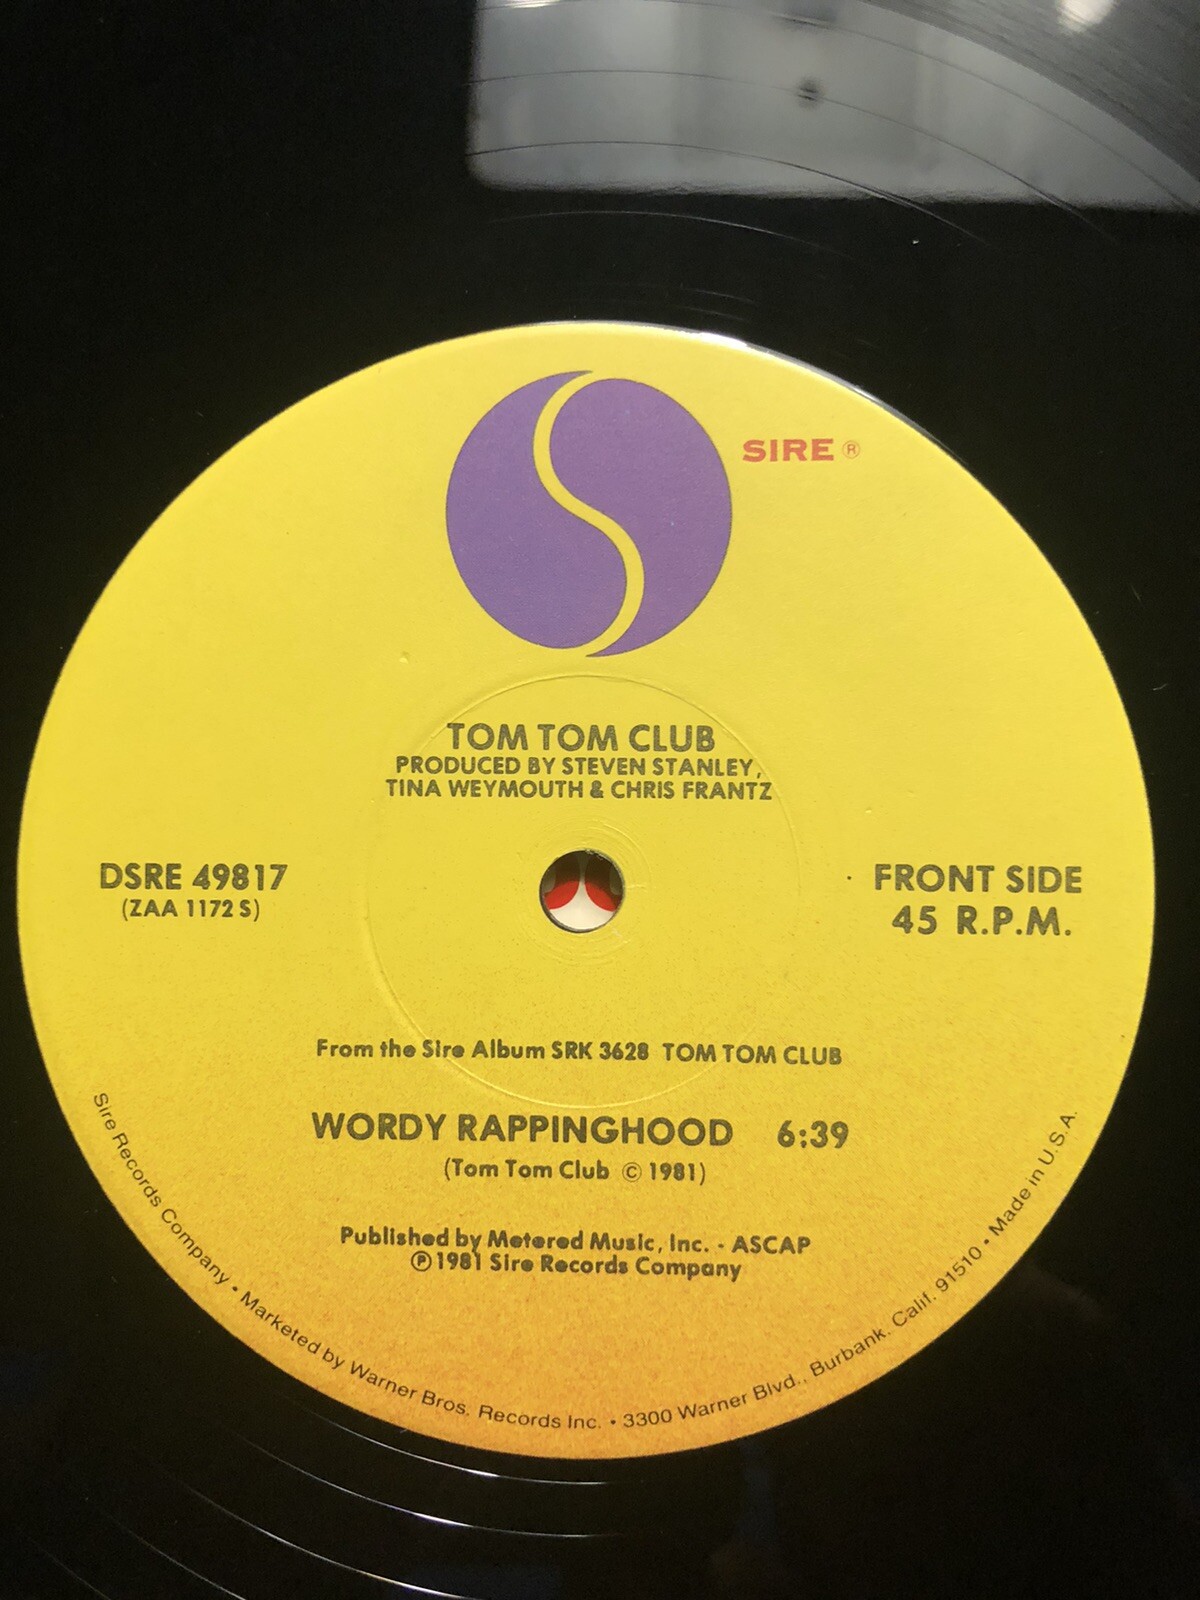 SIRE ®
TOM TOM CLUB
PRODUCED BY STEVEN STANLEY,
TINA WEYMOUTH & CHRIS FRANTZ
DSRE 49817
(ZAA 1172 S)
FRONT SIDE
45 R.P.M.
From the Sire Album SRK 3628 TOM TOM CLUB
WORDY RAPPINGHOOD 6:39
(Tom Tom Club © 1981)
Published by Metered Music, Inc. - ASCAP
℗ 1981 Sire Records Company
Sire Records Company • Marketed by Warner Bros. Records Inc. • 3300 Warner Blvd., Burbank. Calif. 91510 • Made in U.S.A.